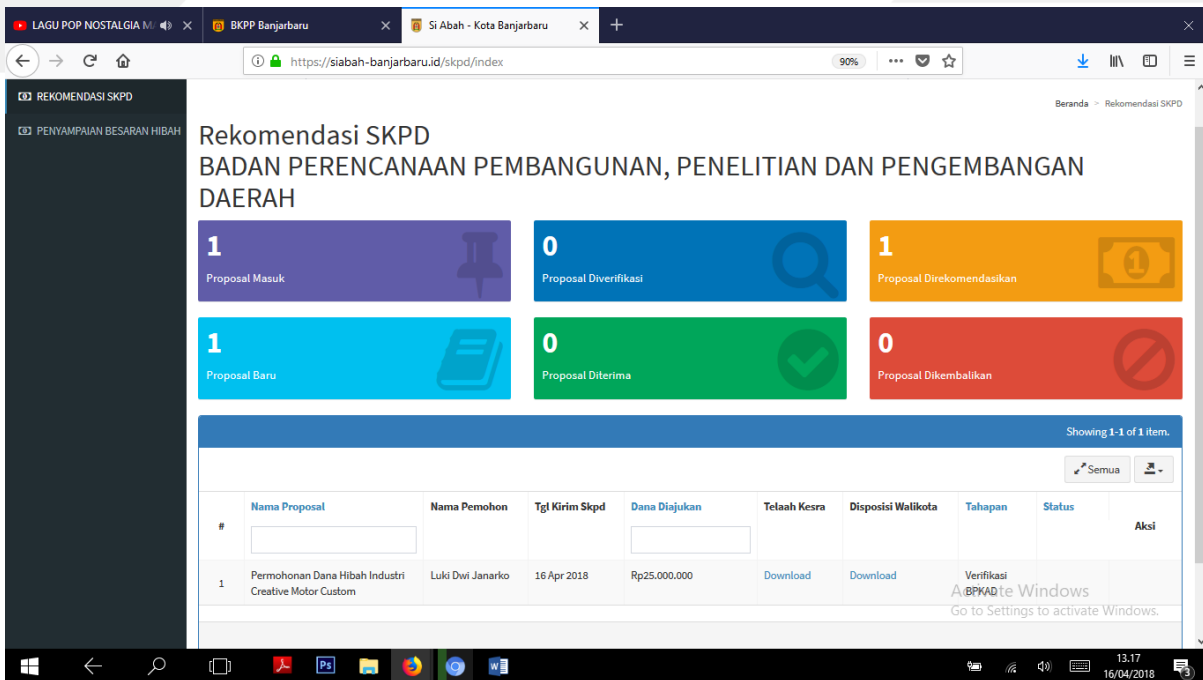 LAGU POP NOSTALGIA M
BKPP Banjarbaru
Si Abah - Kota Banjarbaru
https://siabah-banjarbaru.id/skpd/index
90%
REKOMENDASI SKPD
PENYAMPAIAN BESARAN HIBAH
Beranda > Rekomendasi SKPD
Rekomendasi SKPD
BADAN PERENCANAAN PEMBANGUNAN, PENELITIAN DAN PENGEMBANGAN
DAERAH
1
Proposal Masuk
0
Proposal Diverifikasi
1
Proposal Direkomendasikan
1
Proposal Baru
0
Proposal Diterima
0
Proposal Dikembalikan
Showing 1-1 of 1 item.
Semua
# Nama Proposal Nama Pemohon Tgl Kirim Skpd Dana Diajukan Telaah Kesra Disposisi Walikota Tahapan Status Aksi
1 Permohonan Dana Hibah Industri Luki Dwi Janarko 16 Apr 2018 Rp25.000.000 Download Download Verifikasi
Creative Motor Custom BPKAD
Activate Windows
Go to Settings to activate Windows.
Ps
13.17
16/04/2018
3